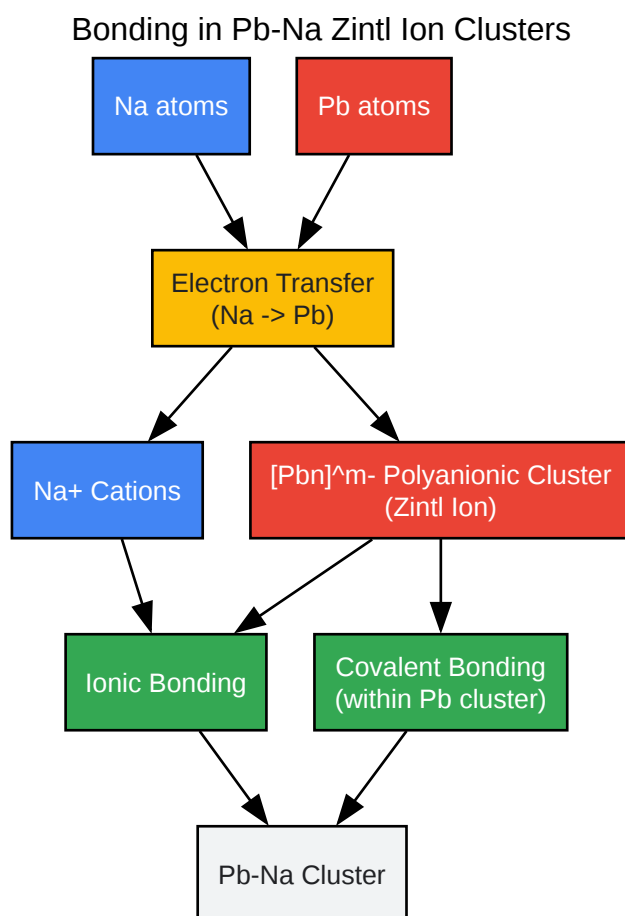 Bonding in Pb-Na Zintl Ion Clusters
Na atoms
Pb atoms
Electron Transfer
(Na -> Pb)
Na+ Cations
[Pbn]^m- Polyanionic Cluster
(Zintl Ion)
Ionic Bonding
Covalent Bonding
(within Pb cluster)
Pb-Na Cluster